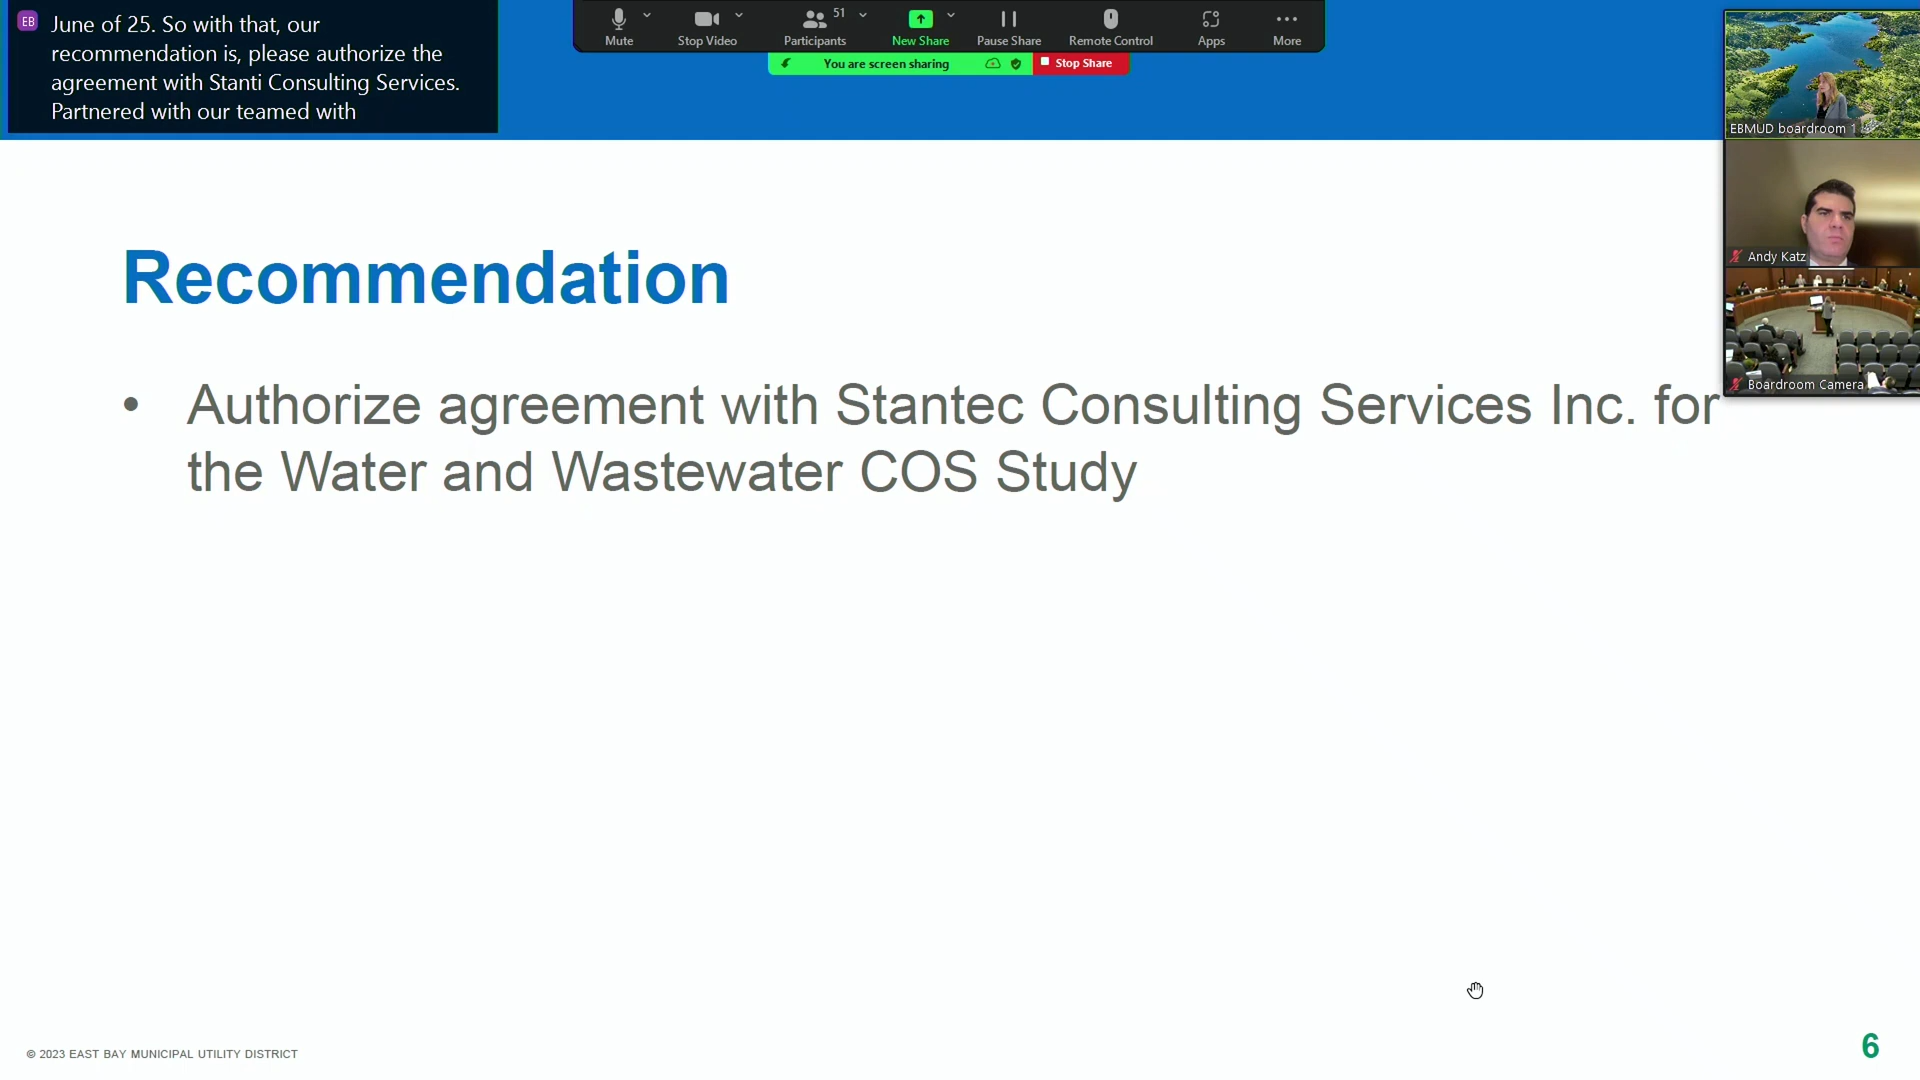 EB
June of 25. So with that, our
recommendation is, please authorize the
agreement with Stanti Consulting Services.
Partnered with our teamed with
51
Mute
Stop Video
Participants
New Share
Pause Share
Remote Control
Apps
More
You are screen sharing
Stop Share
EBMUD boardroom 1
Andy Katz
Boardroom Camera
Recommendation
• Authorize agreement with Stantec Consulting Services Inc. for
the Water and Wastewater COS Study
© 2023 EAST BAY MUNICIPAL UTILITY DISTRICT
6